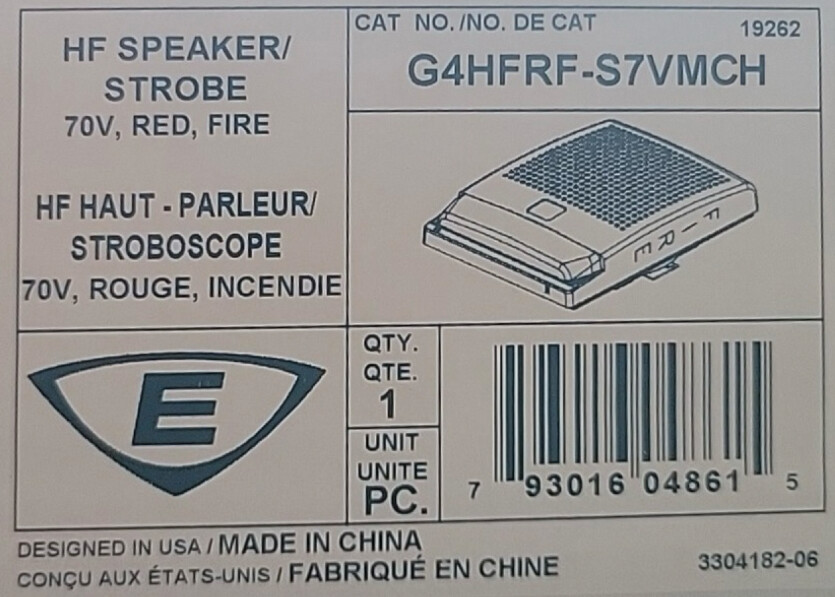 HF SPEAKER/
STROBE
70V, RED, FIRE
HF HAUT - PARLEUR/
STROBOSCOPE
70V, ROUGE, INCENDIE
CAT NO./NO. DE CAT
19262
G4HFRF-S7VMCH
FIRE
E
QTY.
QTE.
1
UNIT
UNITE
PC.
7 93016 04861 5
DESIGNED IN USA / MADE IN CHINA
CONÇU AUX ÉTATS-UNIS / FABRIQUÉ EN CHINE
3304182-06